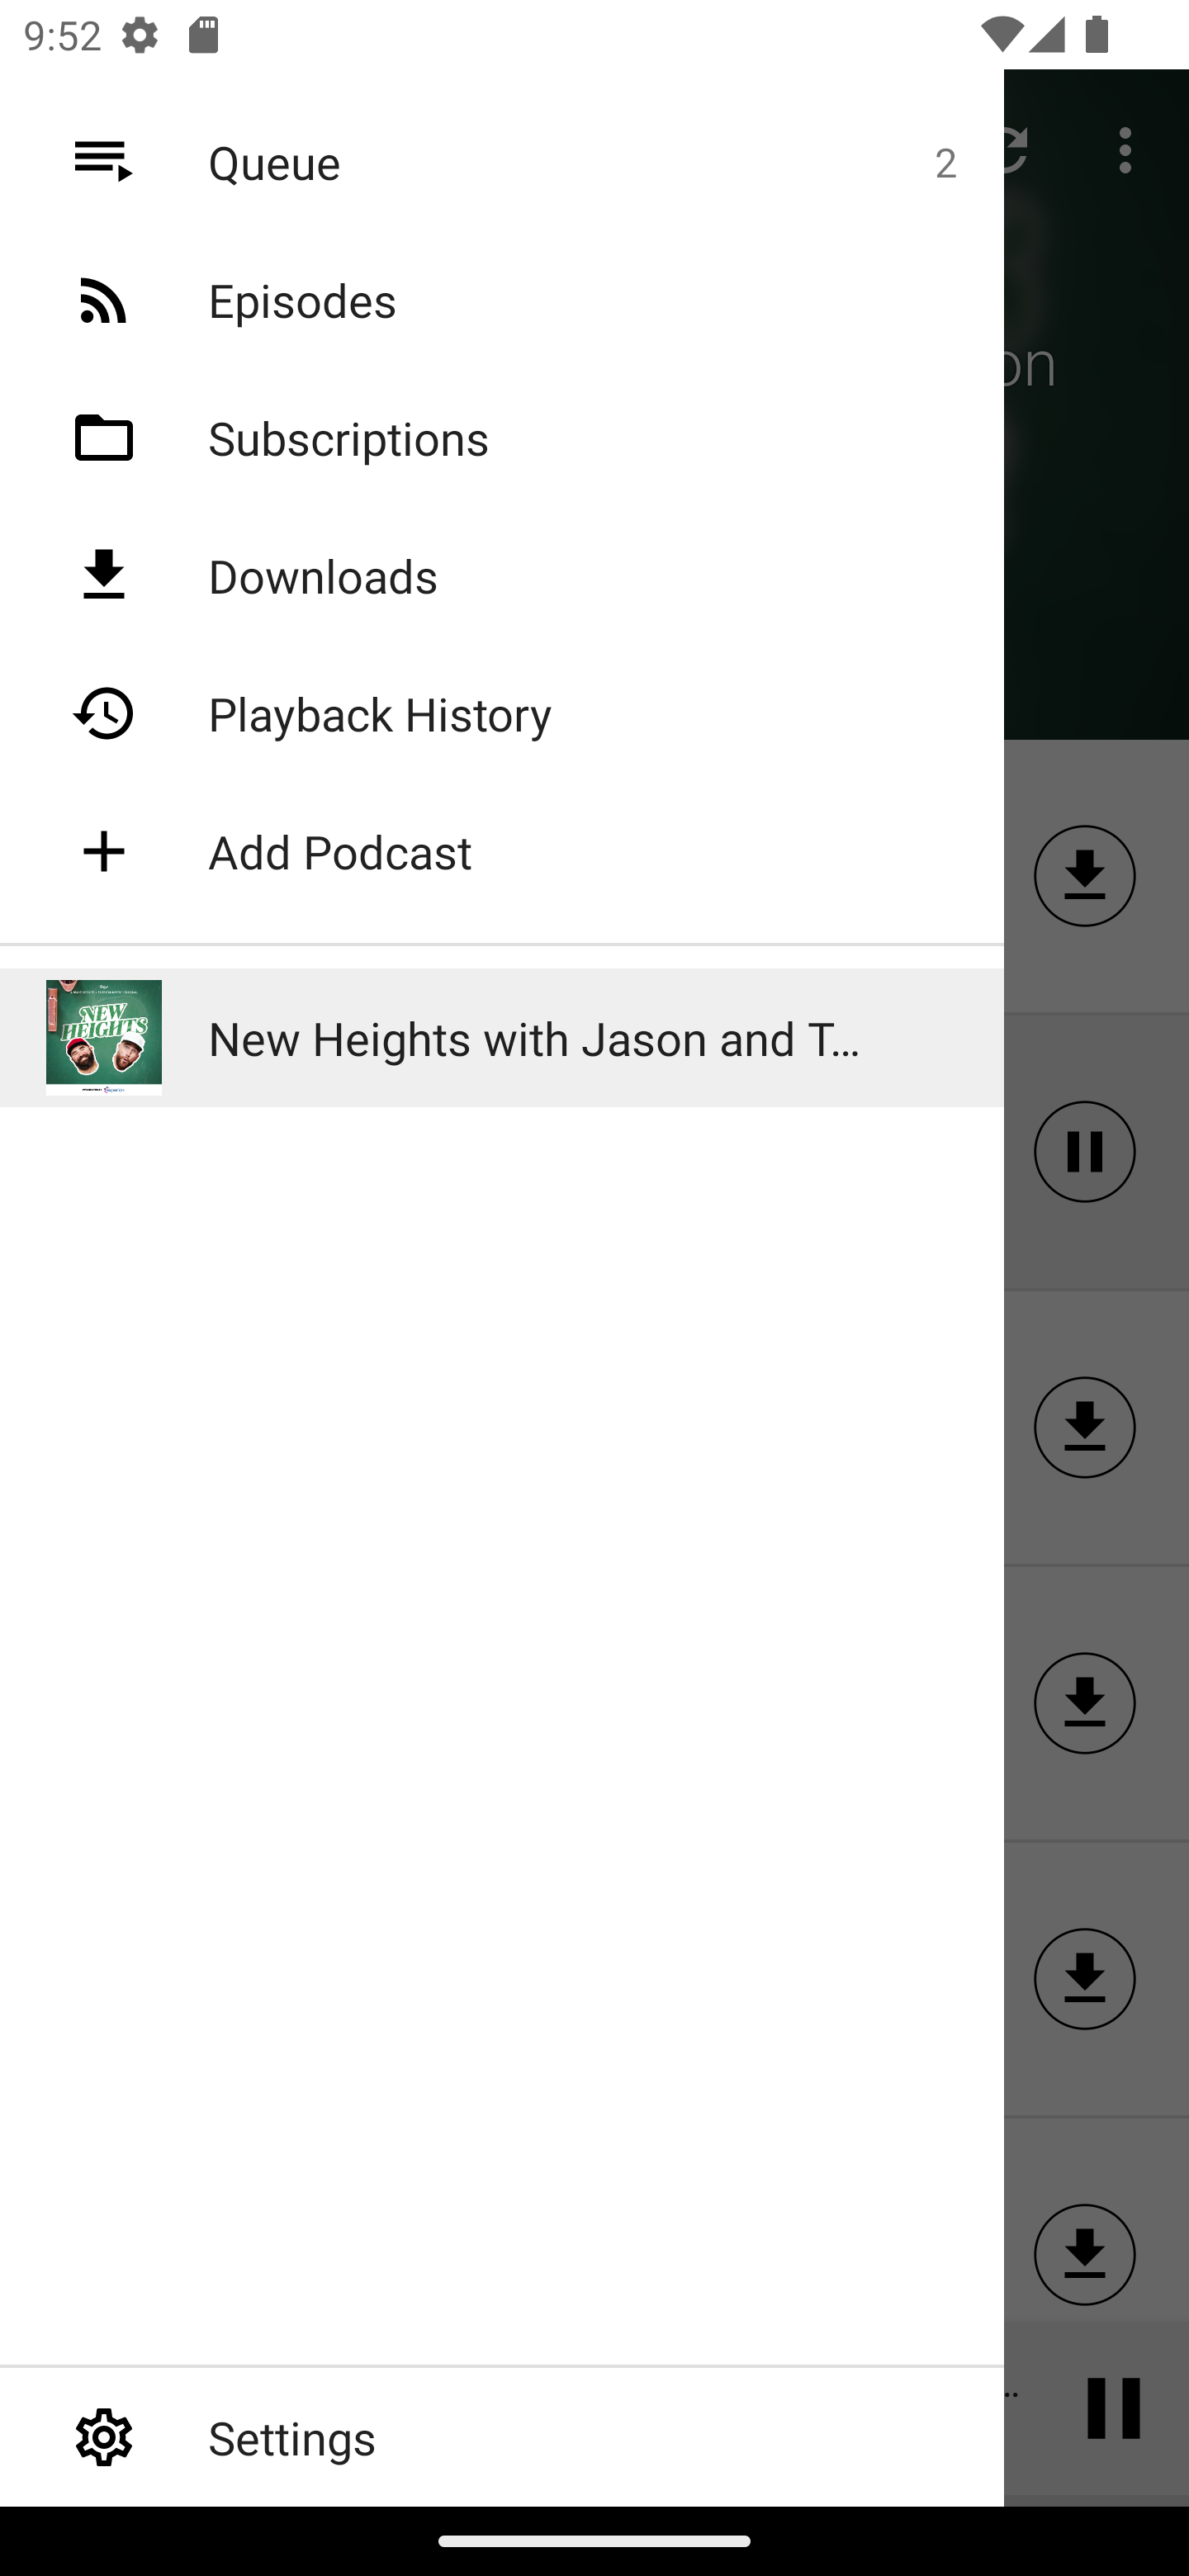 9:52
Queue
2
Episodes
on
Subscriptions
Downloads
Playback History
Add Podcast
NEW
HEIGHTS
New Heights with Jason and T...
Settings